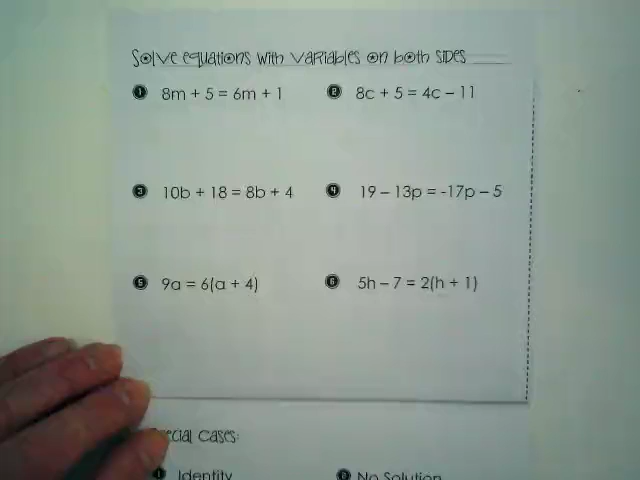 Solve equations with variables on both sides
1 8m + 5 = 6m + 1
2 8c + 5 = 4c – 11
3 10b + 18 = 8b + 4
4 19 – 13p = -17p – 5
5 9a = 6(a + 4)
6 5h – 7 = 2(h + 1)
ecial cases:
1 Identity
2 No Solution